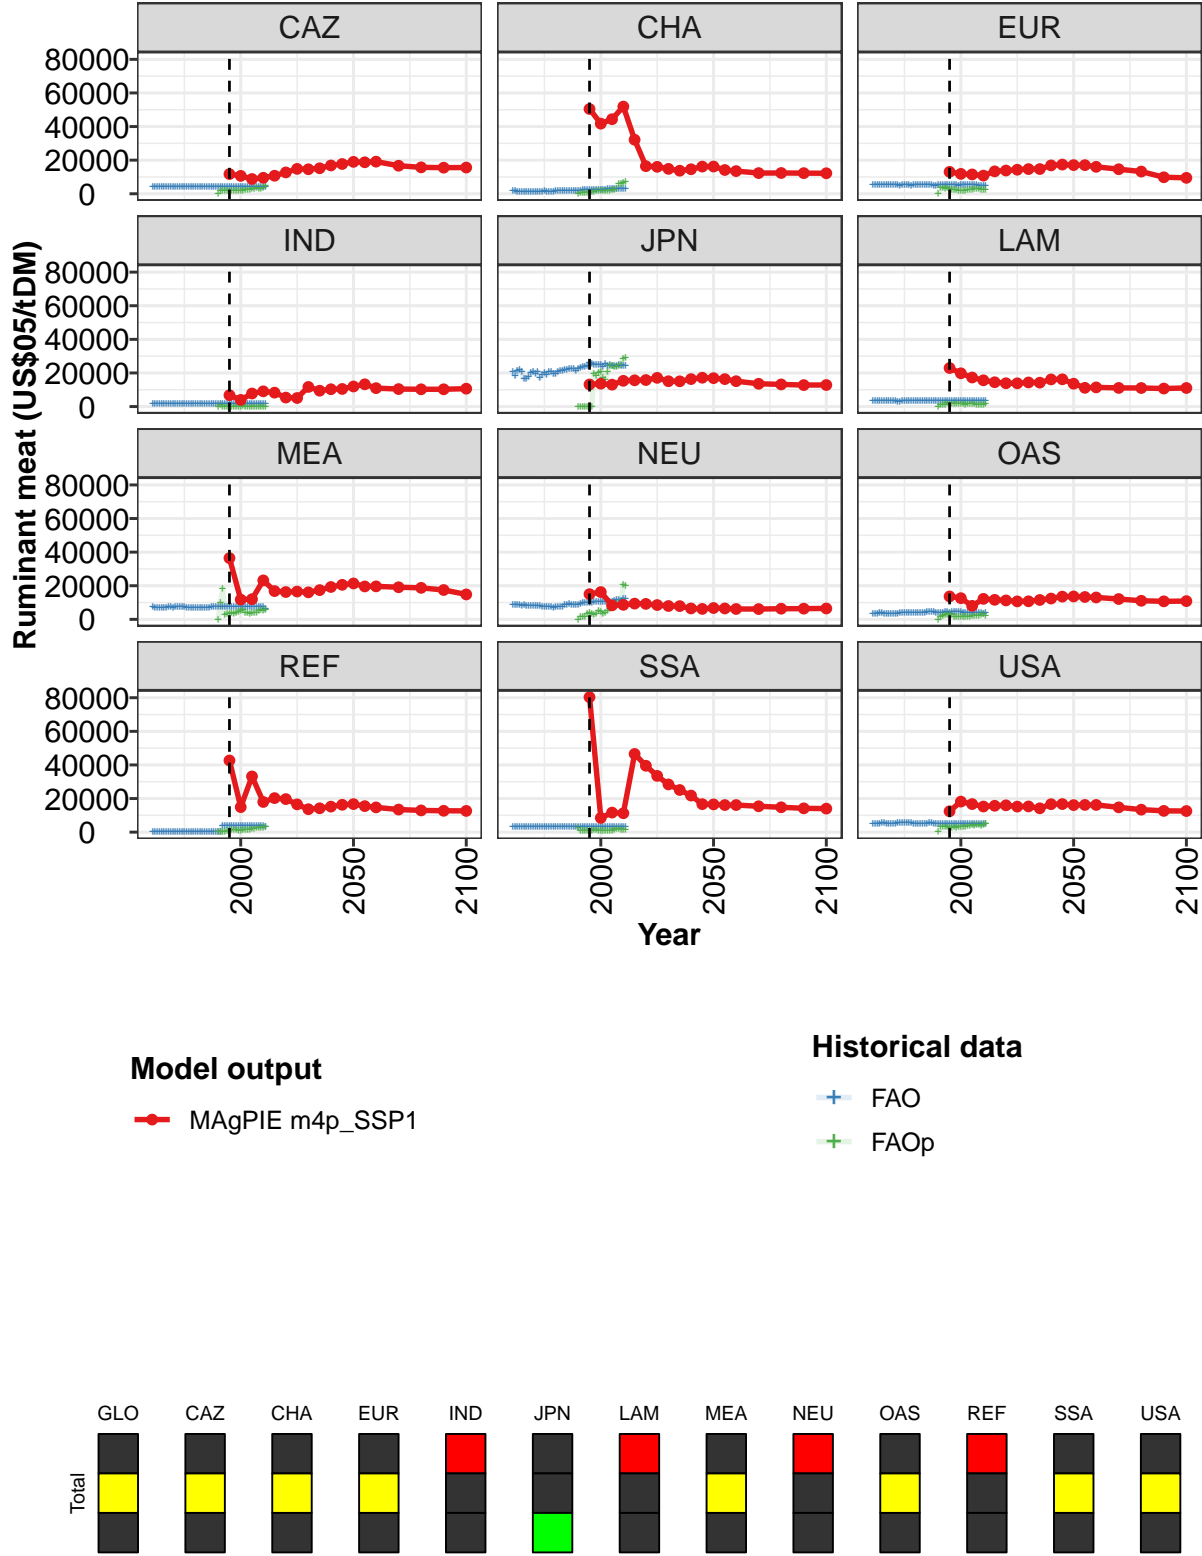 CAZ CHA EUR
80000
60000
40000
20000
0
IND JPN LAM
80000
60000
40000
20000
0
MEA NEU OAS
80000
60000
40000
20000
0
REF SSA USA
80000
60000
40000
20000
0
Ruminant meat (US$05/tDM)
2000 2050 2100 2000 2050 2100 2000 2050 2100
Year
Model output
MAgPIE m4p_SSP1
Historical data
FAO
FAOp
GLO CAZ CHA EUR IND JPN LAM MEA NEU OAS REF SSA USA
Total